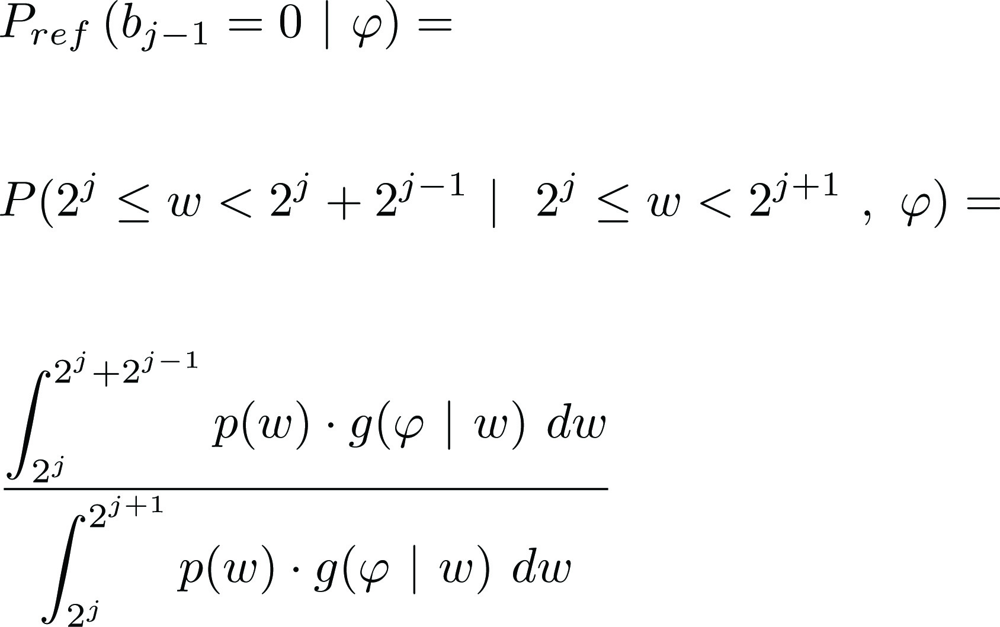 P_{ref} (b_{j-1} = 0 | φ) =
P(2^j ≤ w < 2^j + 2^{j-1} | 2^j ≤ w < 2^{j+1} , φ) =
∫_{2^j}^{2^j+2^{j-1}} p(w) · g(φ | w) dw
∫_{2^j}^{2^{j+1}} p(w) · g(φ | w) dw